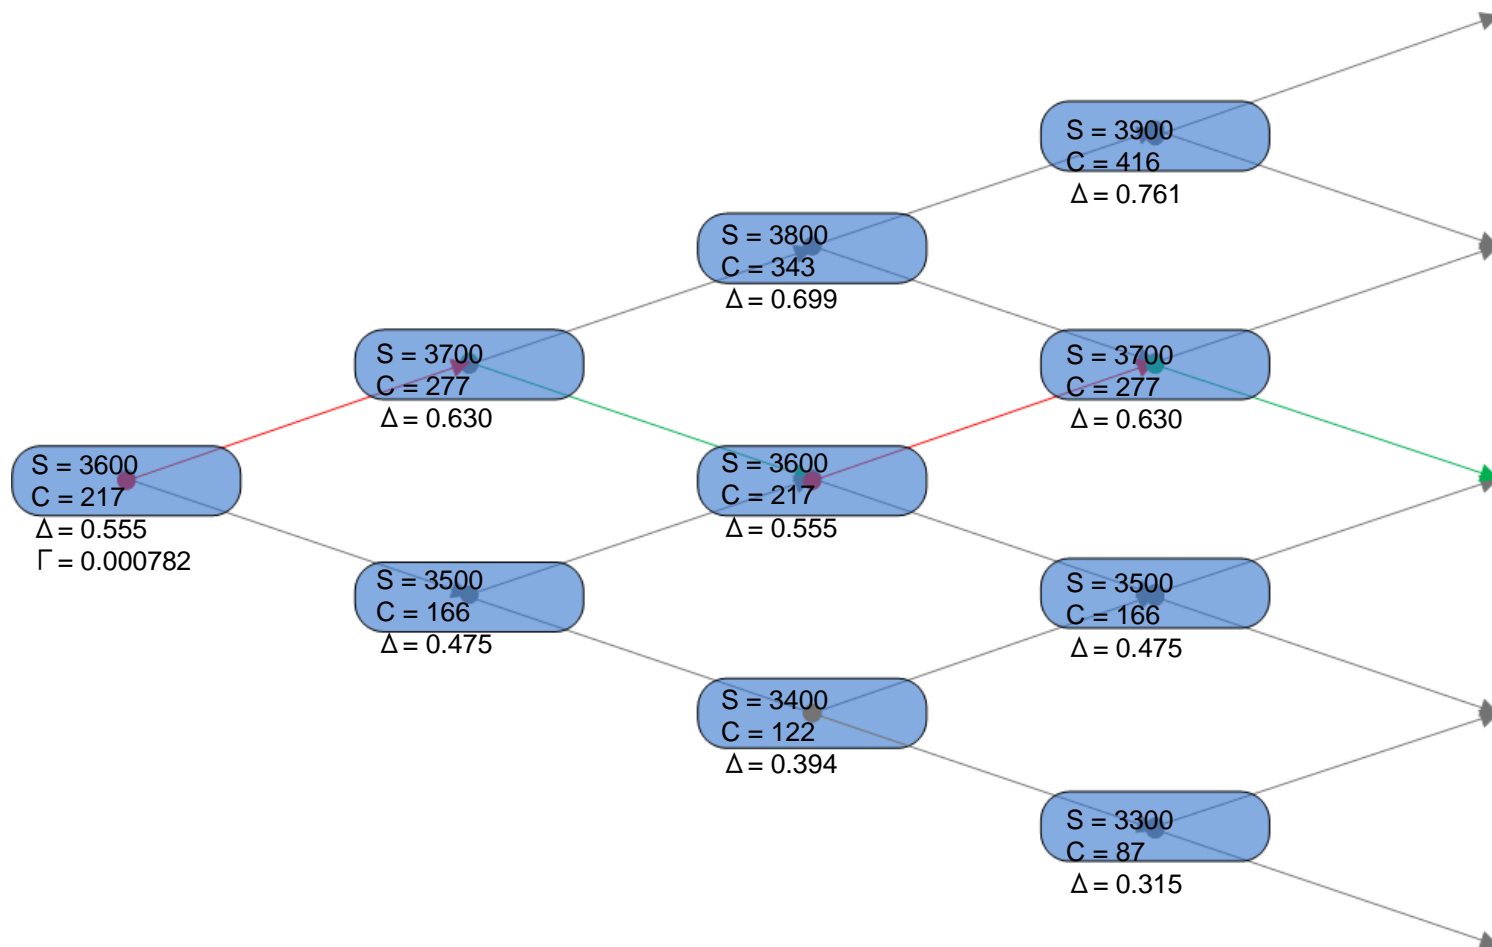 S = 3600
C = 217
Δ = 0.555
Γ = 0.000782
S = 3700
C = 277
Δ = 0.630
S = 3500
C = 166
Δ = 0.475
S = 3800
C = 343
Δ = 0.699
S = 3600
C = 217
Δ = 0.555
S = 3400
C = 122
Δ = 0.394
S = 3900
C = 416
Δ = 0.761
S = 3700
C = 277
Δ = 0.630
S = 3500
C = 166
Δ = 0.475
S = 3300
C = 87
Δ = 0.315